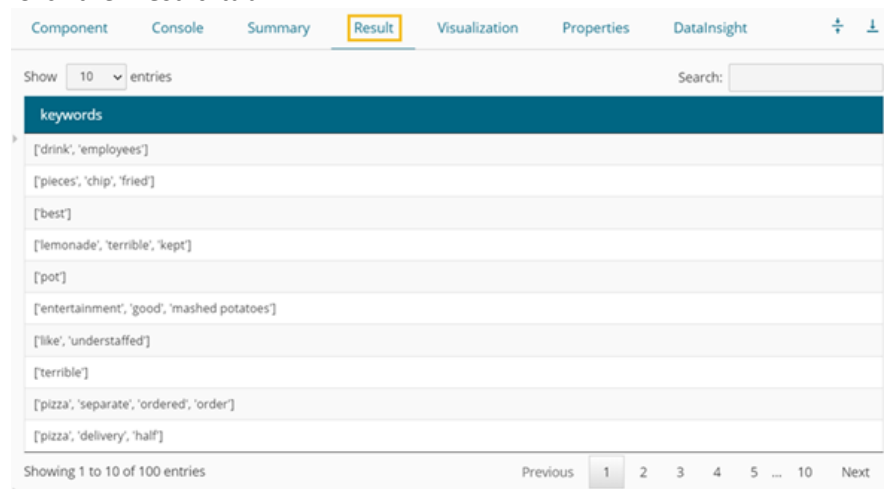 Component Console Summary Result Visualization Properties DataInsight
Show 10 entries Search:
keywords
['drink', 'employees']
['pieces', 'chip', 'fried']
['best']
['lemonade', 'terrible', 'kept']
['pot']
['entertainment', 'good', 'mashed potatoes']
['like', 'understaffed']
['terrible']
['pizza', 'separate', 'ordered', 'order']
['pizza', 'delivery', 'half']
Showing 1 to 10 of 100 entries Previous 1 2 3 4 5 ... 10 Next